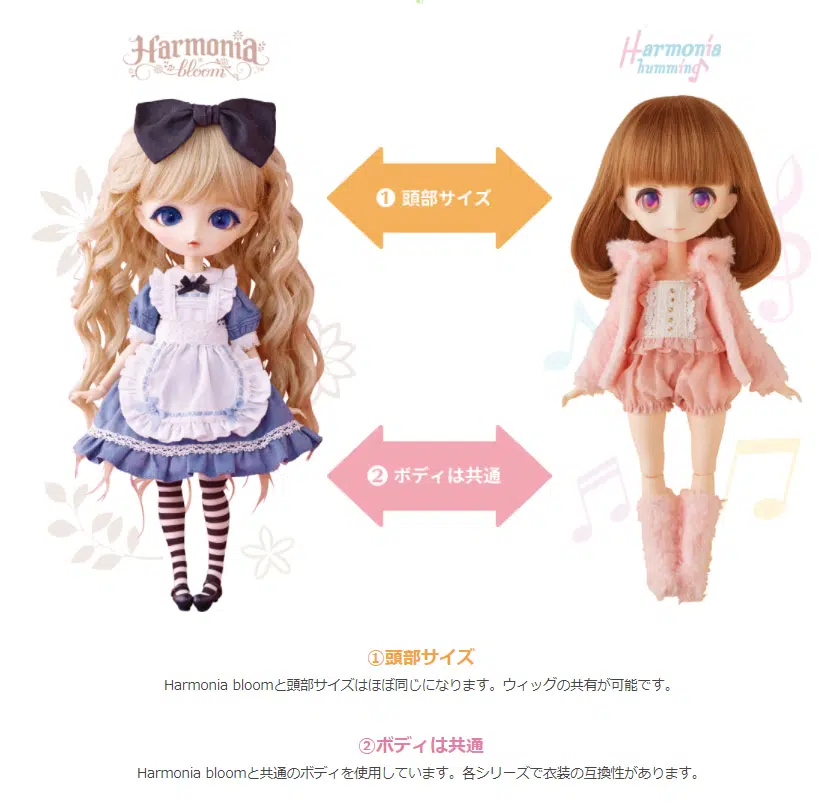 Harmonia
bloom
Harmonia
humming
❶ 頭部サイズ
❷ ボディは共通
①頭部サイズ
Harmonia bloomと頭部サイズはほぼ同じになります。ウィッグの共有が可能です。
②ボディは共通
Harmonia bloomと共通のボディを使用しています。各シリーズで衣装の互換性があります。